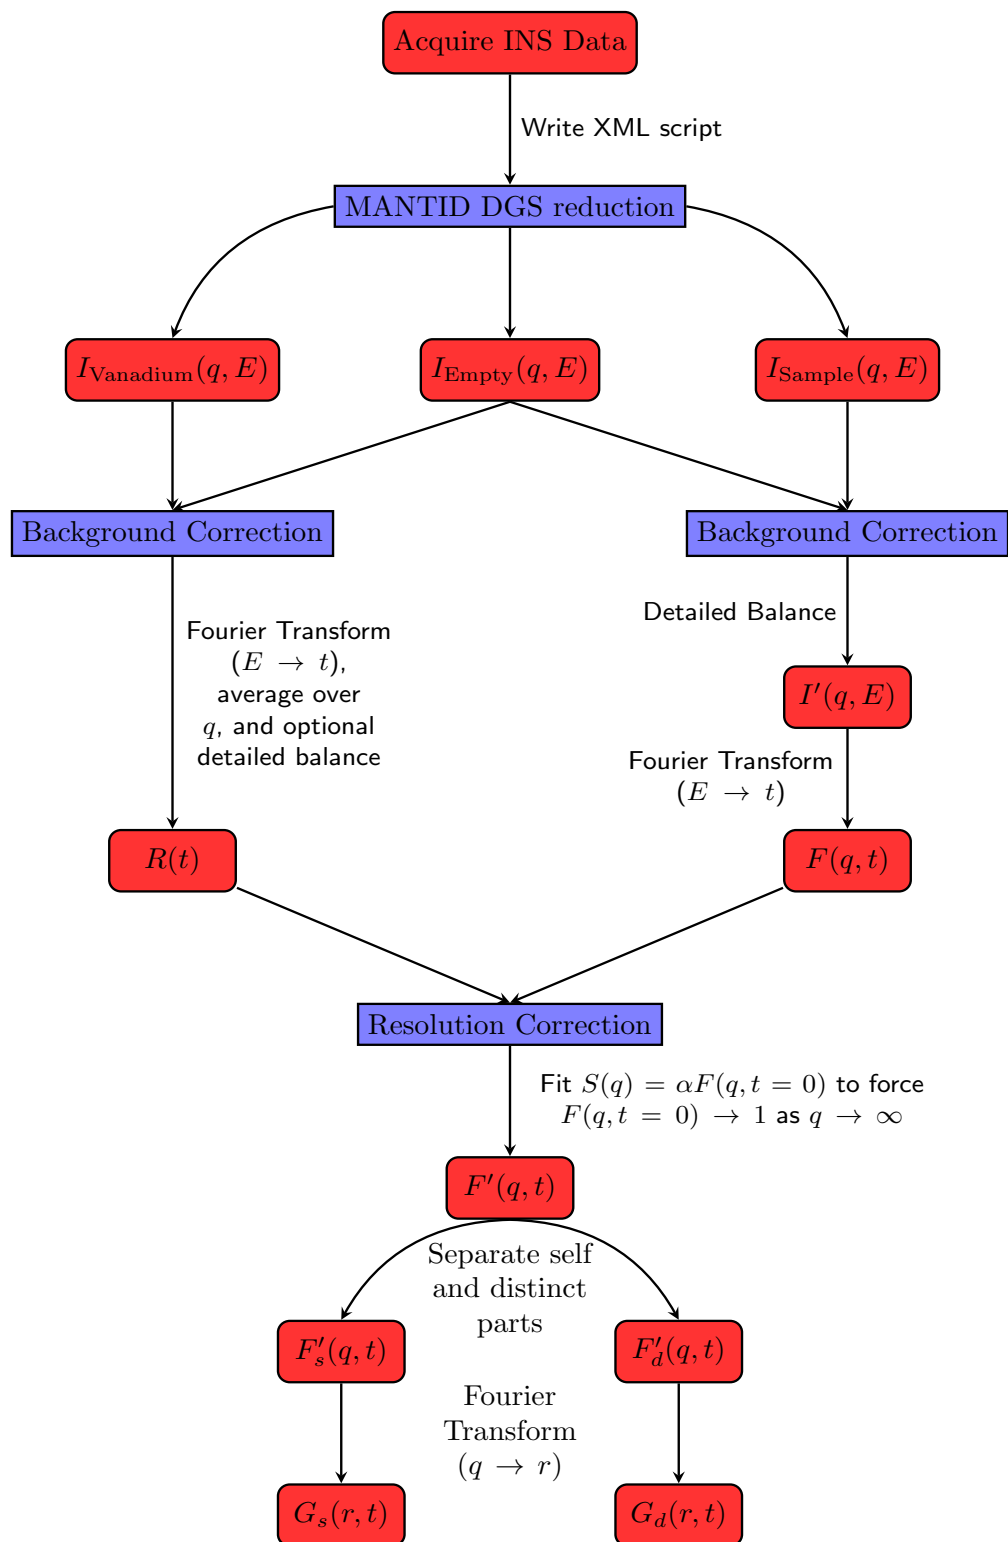 Acquire INS Data
Write XML script
MANTID DGS reduction
I_Vanadium(q, E)
I_Empty(q, E)
I_Sample(q, E)
Background Correction
Background Correction
Fourier Transform
(E → t),
average over
q, and optional
detailed balance
Detailed Balance
I′(q, E)
Fourier Transform
(E → t)
R(t)
F(q, t)
Resolution Correction
Fit S(q) = αF(q, t = 0) to force
F(q, t = 0) → 1 as q → ∞
F′(q, t)
Separate self
and distinct
parts
F′_s(q, t)
F′_d(q, t)
Fourier
Transform
(q → r)
G_s(r, t)
G_d(r, t)